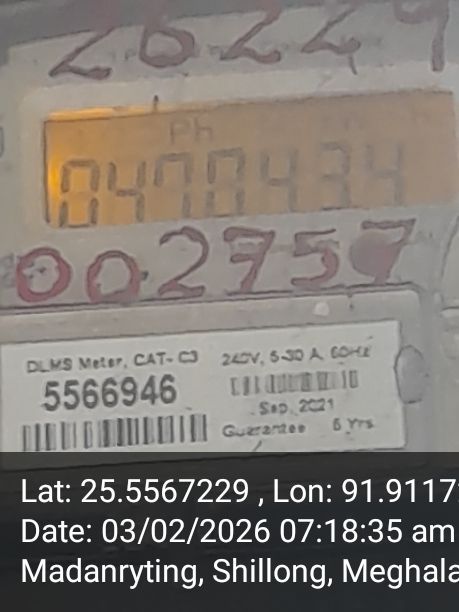 26224
Ph
0470434
002757
DLMS Meter, CAT- C3
240V, 5-30 A, 50Hz
5566946
Sep. 2021
Guarantee 5 Yrs
Lat: 25.5567229 , Lon: 91.9117
Date: 03/02/2026 07:18:35 am
Madanryting, Shillong, Meghala